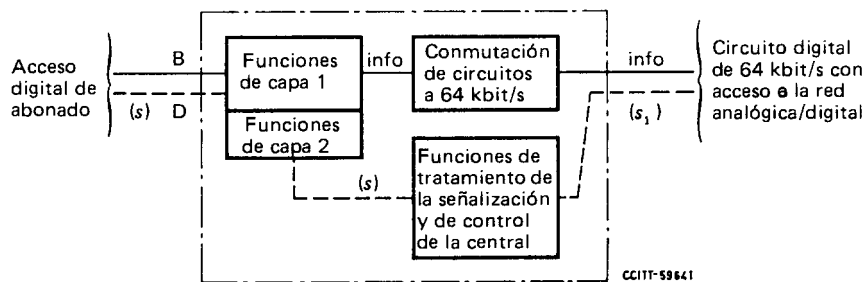 Acceso
digital de
abonado
B
(s) D
Funciones
de capa 1
Funciones
de capa 2
info
Conmutación
de circuitos
a 64 kbit/s
(s)
Funciones de
tratamiento de
la señalización
y de control
de la central
info
(s₁)
Circuito digital
de 64 kbit/s con
acceso a la red
analógica/digital
CCITT-59641